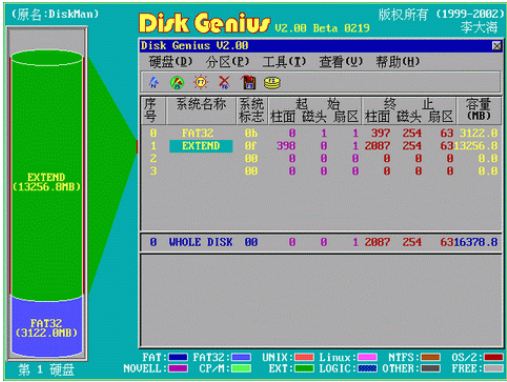 (原名:DiskMan)
Disk Genius V2.00 Beta 0219
版权所有 (1999-2002)
李大海
Disk Genius V2.00
硬盘(D) 分区(P) 工具(T) 查看(V) 帮助(H)
序号 系统名称 系统标志 起 始 终 止 容量(MB)
柱面 磁头 扇区 柱面 磁头 扇区
0 FAT32 0b 0 1 1 397 254 63 3122.0
1 EXTEND 0f 398 0 1 2087 254 63 13256.8
2 00 0 0 0 0 0 0 0.0
3 00 0 0 0 0 0 0 0.0
EXTEND
(13256.8MB)
0 WHOLE DISK 00 0 0 1 2087 254 63 16378.8
FAT32
(3122.0MB)
第 1 硬盘
FAT: FAT32: UNIX: Linux: NTFS: OS/2:
NOVELL: CP/M: EXT: LOGIC: OTHER: FREE: